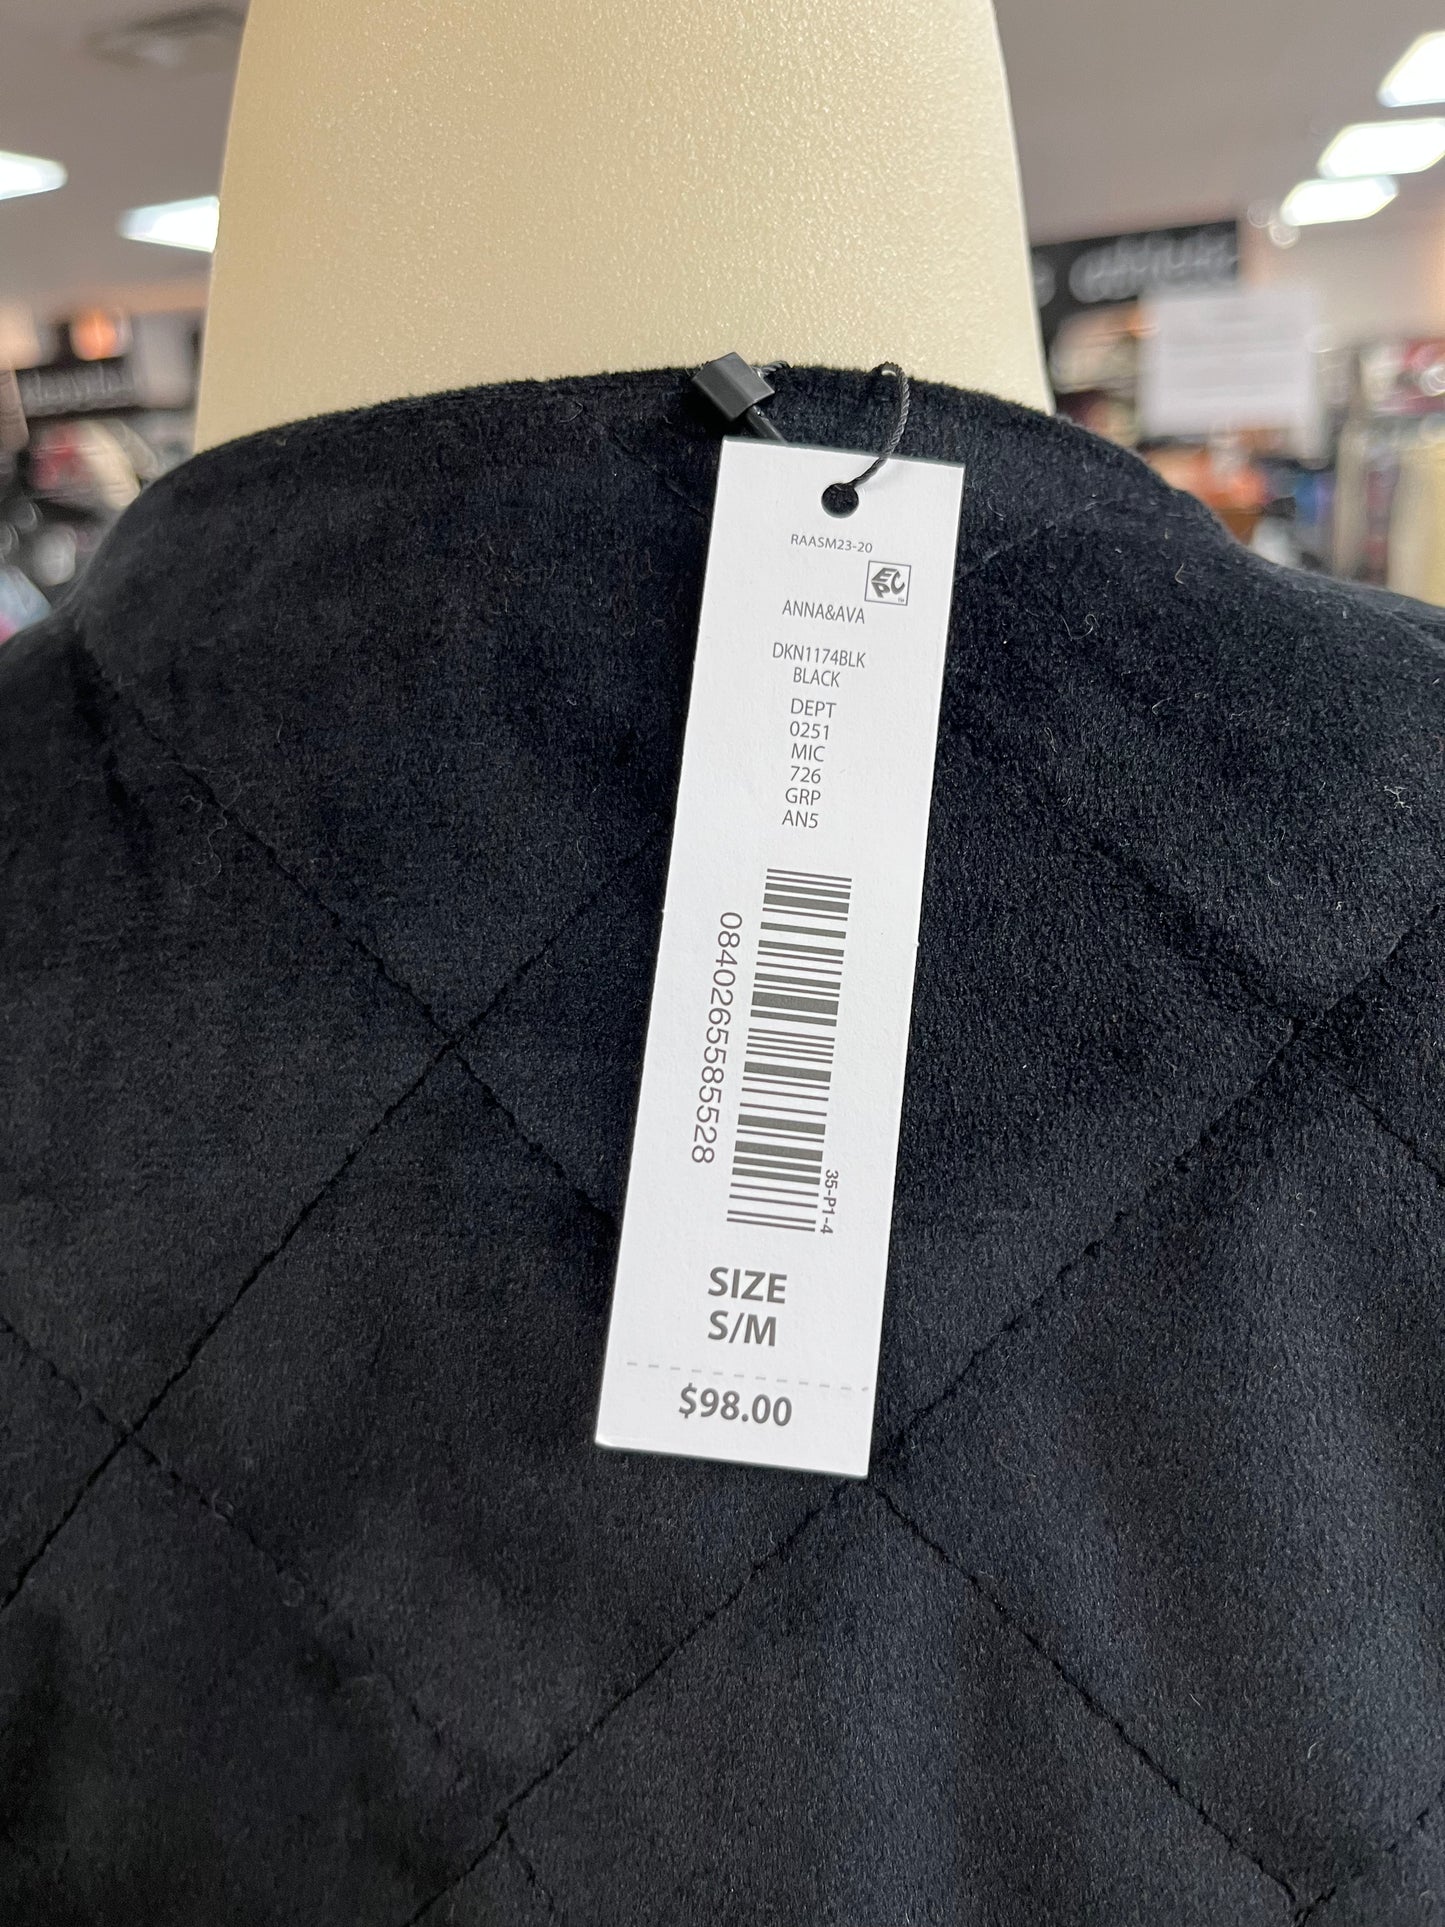 RAASM23-20
EPC
ANNA&AVA
DKN1174BLK
BLACK
DEPT
0251
MIC
726
GRP
AN5
0840265585528
35-P1-4
SIZE
S/M
$98.00